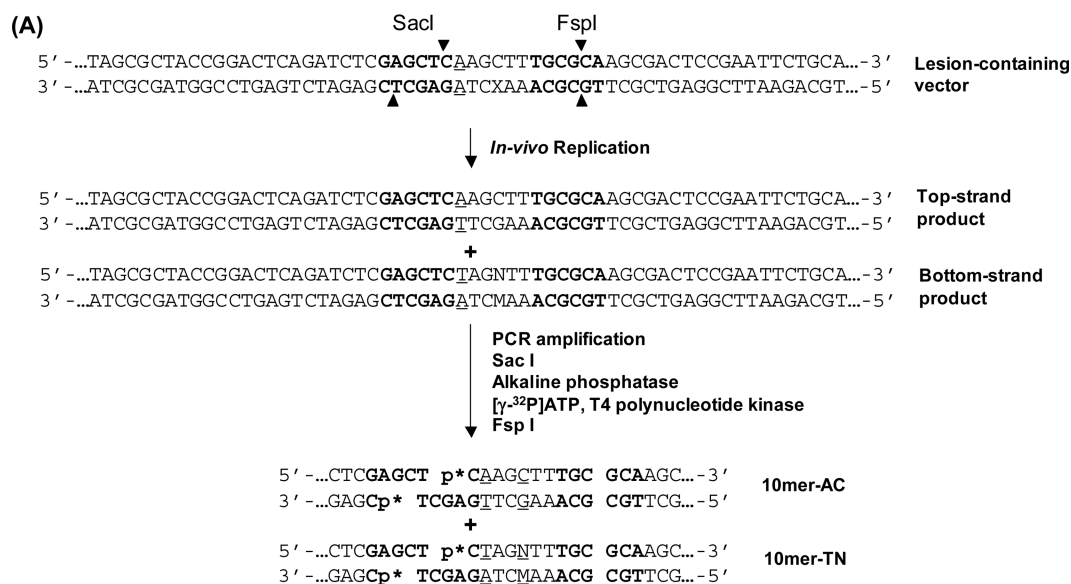 (A)
SacI FspI
5′-…TAGCGCTACCGGACTCAGATCTCGAGCTCAAGCTTTGCGCAAGCGACTCCGAATTCTGCA…-3′
3′-…ATCGCGATGGCCTGAGTCTAGAGCTCGAGATCXAAACGCGTTCGCTGAGGCTTAAGACGT…-5′
Lesion-containing
vector
In-vivo Replication
5′-…TAGCGCTACCGGACTCAGATCTCGAGCTCAAGCTTTGCGCAAGCGACTCCGAATTCTGCA…-3′
3′-…ATCGCGATGGCCTGAGTCTAGAGCTCGAGTTCGAAACGCGTTCGCTGAGGCTTAAGACGT…-5′
Top-strand
product
+
5′-…TAGCGCTACCGGACTCAGATCTCGAGCTCTAGNTTTGCGCAAGCGACTCCGAATTCTGCA…-3′
3′-…ATCGCGATGGCCTGAGTCTAGAGCTCGAGATCMAAACGCGTTCGCTGAGGCTTAAGACGT…-5′
Bottom-strand
product
PCR amplification
Sac I
Alkaline phosphatase
[γ-³²P]ATP, T4 polynucleotide kinase
Fsp I
5′-…CTCGAGCT p*CAAGCTTTGC GCAAGC…-3′
3′-…GAGCp* TCGAGTTCGAAACG CGTTCG…-5′
10mer-AC
+
5′-…CTCGAGCT p*CTAGNTTTGC GCAAGC…-3′
3′-…GAGCp* TCGAGATCMAAACG CGTTCG…-5′
10mer-TN